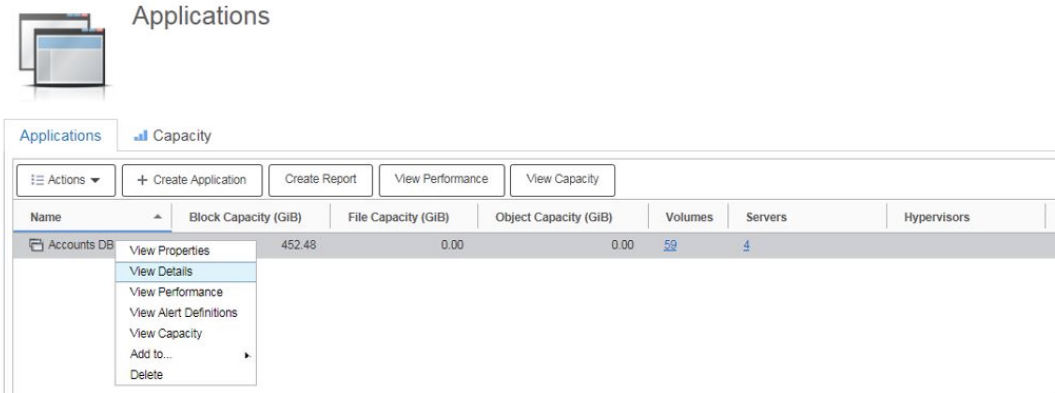 Applications
Applications Capacity
Actions + Create Application Create Report View Performance View Capacity
Name Block Capacity (GiB) File Capacity (GiB) Object Capacity (GiB) Volumes Servers Hypervisors
Accounts DB 452.48 0.00 0.00 59 4
View Properties
View Details
View Performance
View Alert Definitions
View Capacity
Add to...
Delete